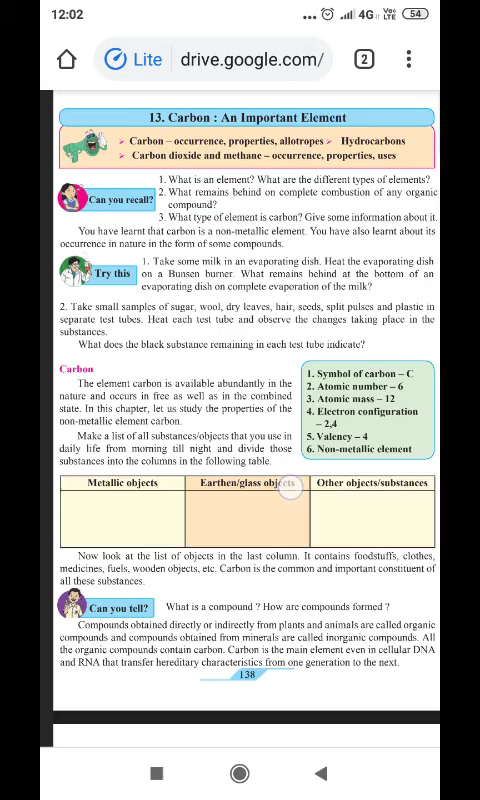 12:02
... 4G Vo LTE 54
Lite drive.google.com/ 2
13. Carbon : An Important Element
➢ Carbon – occurrence, properties, allotropes ➢ Hydrocarbons
➢ Carbon dioxide and methane – occurrence, properties, uses
Can you recall?
1. What is an element? What are the different types of elements?
2. What remains behind on complete combustion of any organic
compound?
3. What type of element is carbon? Give some information about it.
You have learnt that carbon is a non-metallic element. You have also learnt about its
occurrence in nature in the form of some compounds.
Try this
1. Take some milk in an evaporating dish. Heat the evaporating dish
on a Bunsen burner. What remains behind at the bottom of an
evaporating dish on complete evaporation of the milk?
2. Take small samples of sugar, wool, dry leaves, hair, seeds, split pulses and plastic in
separate test tubes. Heat each test tube and observe the changes taking place in the
substances.
What does the black substance remaining in each test tube indicate?
Carbon
The element carbon is available abundantly in the
nature and occurs in free as well as in the combined
state. In this chapter, let us study the properties of the
non-metallic element carbon.
Make a list of all substances/objects that you use in
daily life from morning till night and divide those
substances into the columns in the following table.
1. Symbol of carbon – C
2. Atomic number – 6
3. Atomic mass – 12
4. Electron configuration
– 2,4
5. Valency – 4
6. Non-metallic element
Metallic objects Earthen/glass objects Other objects/substances
Now look at the list of objects in the last column. It contains foodstuffs, clothes,
medicines, fuels, wooden objects, etc. Carbon is the common and important constituent of
all these substances.
Can you tell?
What is a compound ? How are compounds formed ?
Compounds obtained directly or indirectly from plants and animals are called organic
compounds and compounds obtained from minerals are called inorganic compounds. All
the organic compounds contain carbon. Carbon is the main element even in cellular DNA
and RNA that transfer hereditary characteristics from one generation to the next.
138